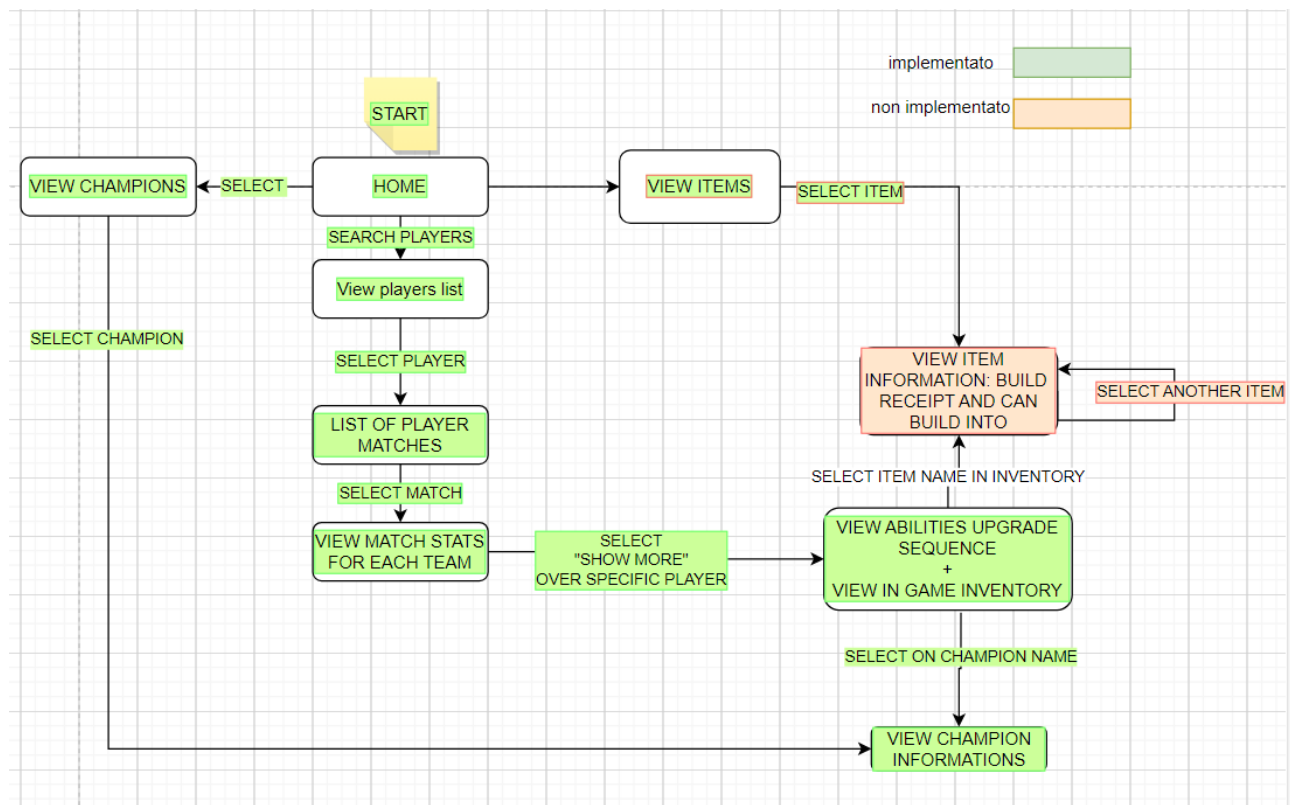 implementato
non implementato
START
VIEW CHAMPIONS
SELECT
HOME
VIEW ITEMS
SELECT ITEM
SEARCH PLAYERS
View players list
SELECT CHAMPION
SELECT PLAYER
VIEW ITEM
INFORMATION: BUILD
RECEIPT AND CAN
BUILD INTO
SELECT ANOTHER ITEM
LIST OF PLAYER
MATCHES
SELECT ITEM NAME IN INVENTORY
SELECT MATCH
VIEW MATCH STATS
FOR EACH TEAM
SELECT
"SHOW MORE"
OVER SPECIFIC PLAYER
VIEW ABILITIES UPGRADE
SEQUENCE
+
VIEW IN GAME INVENTORY
SELECT ON CHAMPION NAME
VIEW CHAMPION
INFORMATIONS